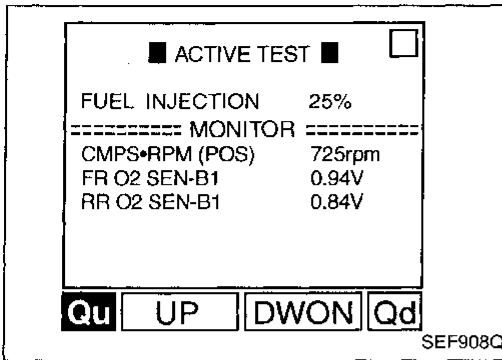 ■ ACTIVE TEST ■
FUEL INJECTION 25%
========== MONITOR ==========
CMPS•RPM (POS) 725rpm
FR O2 SEN-B1 0.94V
RR O2 SEN-B1 0.84V
Qu UP DWON Qd
SEF908Q